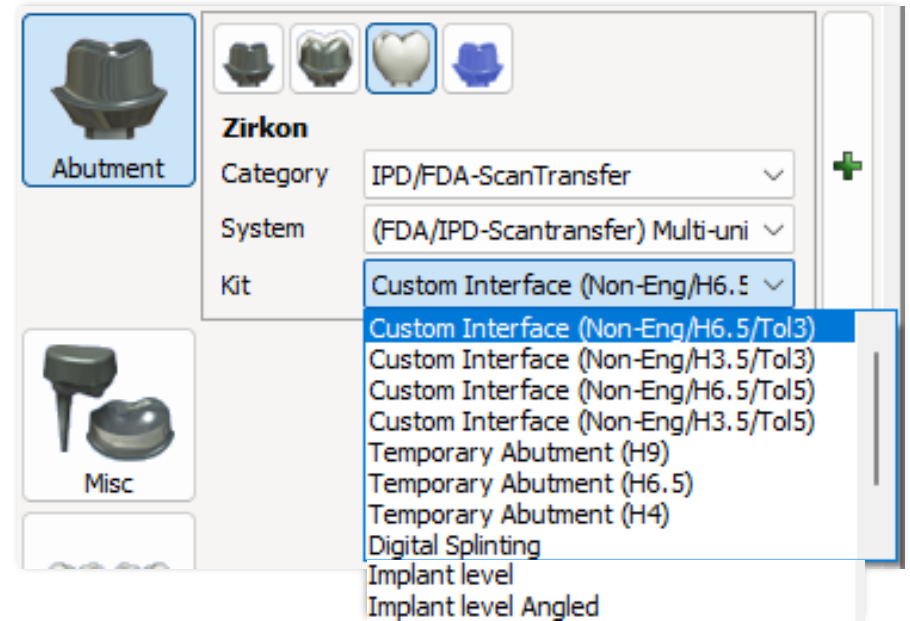 Abutment
Zirkon
Category IPD/FDA-ScanTransfer
System (FDA/IPD-Scantransfer) Multi-uni
Kit Custom Interface (Non-Eng/H6.5
Custom Interface (Non-Eng/H6.5/Tol3)
Custom Interface (Non-Eng/H3.5/Tol3)
Custom Interface (Non-Eng/H6.5/Tol5)
Custom Interface (Non-Eng/H3.5/Tol5)
Temporary Abutment (H9)
Temporary Abutment (H6.5)
Temporary Abutment (H4)
Digital Splinting
Implant level
Implant level Angled
Misc